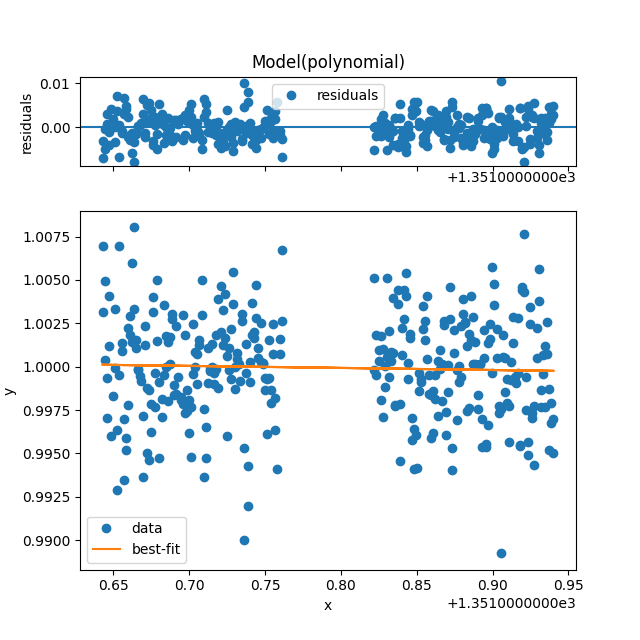 Model(polynomial)
0.01
0.00
residuals
residuals
+1.3510000000e3
1.0075
1.0050
1.0025
1.0000
0.9975
0.9950
0.9925
0.9900
y
data
best-fit
0.65 0.70 0.75 0.80 0.85 0.90 0.95
x
+1.3510000000e3